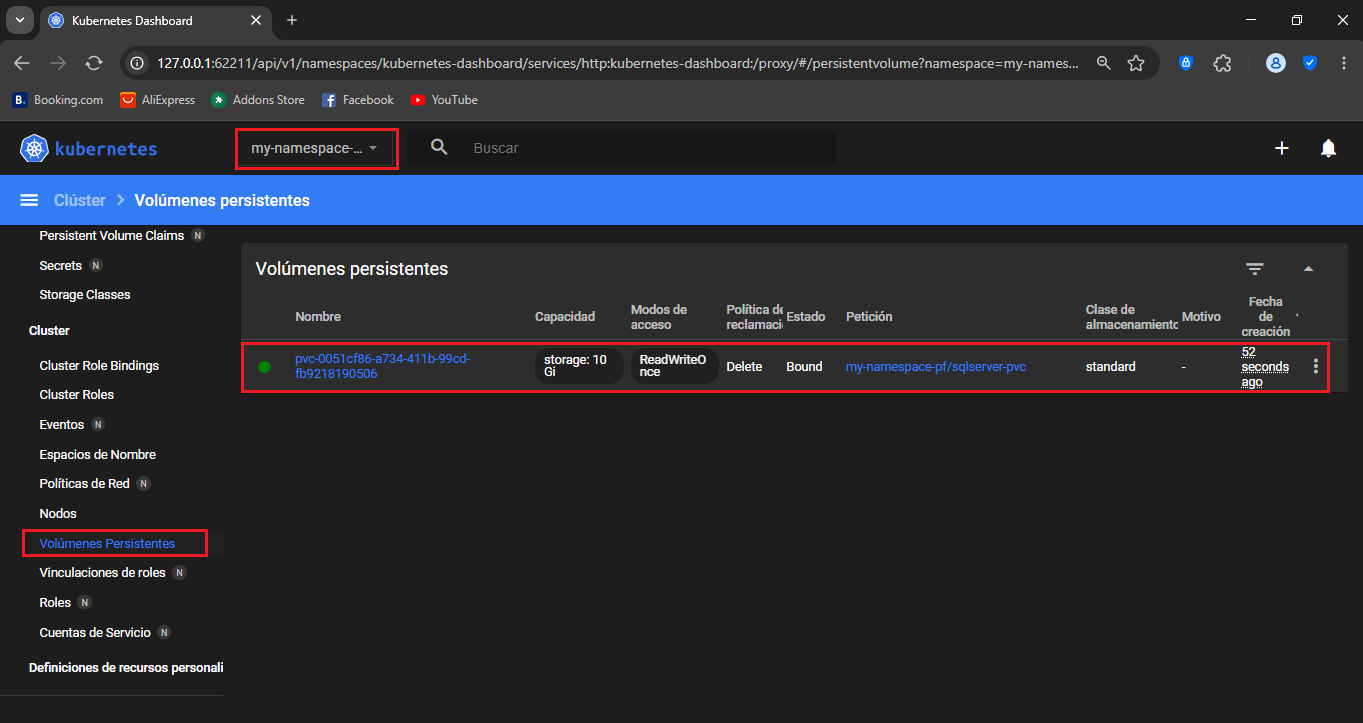 Kubernetes Dashboard
127.0.0.1:62211/api/v1/namespaces/kubernetes-dashboard/services/http:kubernetes-dashboard:/proxy/#/persistentvolume?namespace=my-names...
B. Booking.com AliExpress Addons Store Facebook YouTube
kubernetes my-namespace-... Buscar
Clúster Volúmenes persistentes
Persistent Volume Claims N
Secrets N
Storage Classes
Cluster
Cluster Role Bindings
Cluster Roles
Eventos N
Espacios de Nombre
Políticas de Red N
Nodos
Volúmenes Persistentes
Vinculaciones de roles N
Roles N
Cuentas de Servicio N
Definiciones de recursos personali
Volúmenes persistentes
Nombre
Capacidad
Modos de
acceso
Política de
reclamaci
Estado
Petición
Clase de
almacenamiento
Motivo
Fecha
de
creación
pvc-0051cf86-a734-411b-99cd-
fb9218190506
storage: 10
Gi
ReadWriteO
nce
Delete
Bound
my-namespace-pf/sqlserver-pvc
standard
-
52
seconds
ago